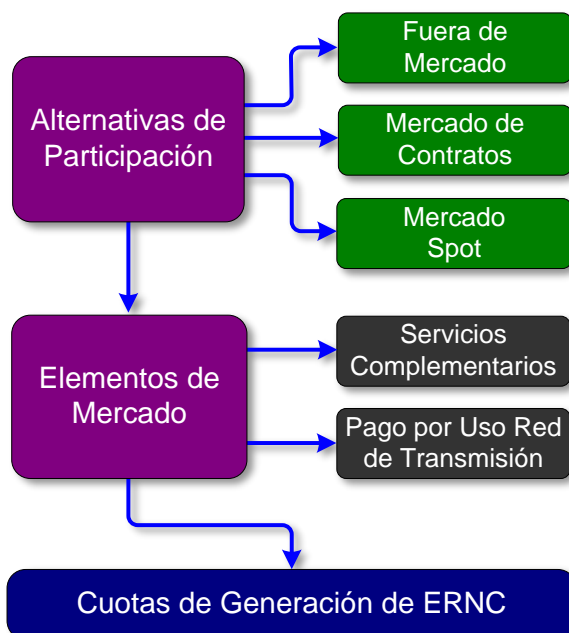 Fuera de
Mercado
Alternativas de
Participación
Mercado de
Contratos
Mercado
Spot
Elementos de
Mercado
Servicios
Complementarios
Pago por Uso Red
de Transmisión
Cuotas de Generación de ERNC